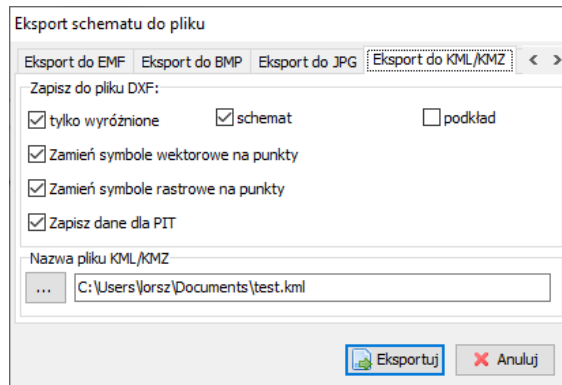 Eksport schematu do pliku
Eksport do EMF Eksport do BMP Eksport do JPG Eksport do KML/KMZ
Zapisz do pliku DXF:
tylko wyróżnione schemat podkład
Zamień symbole wektorowe na punkty
Zamień symbole rastrowe na punkty
Zapisz dane dla PIT
Nazwa pliku KML/KMZ
... C:\Users\lorsz\Documents\test.kml
Eksportuj Anuluj